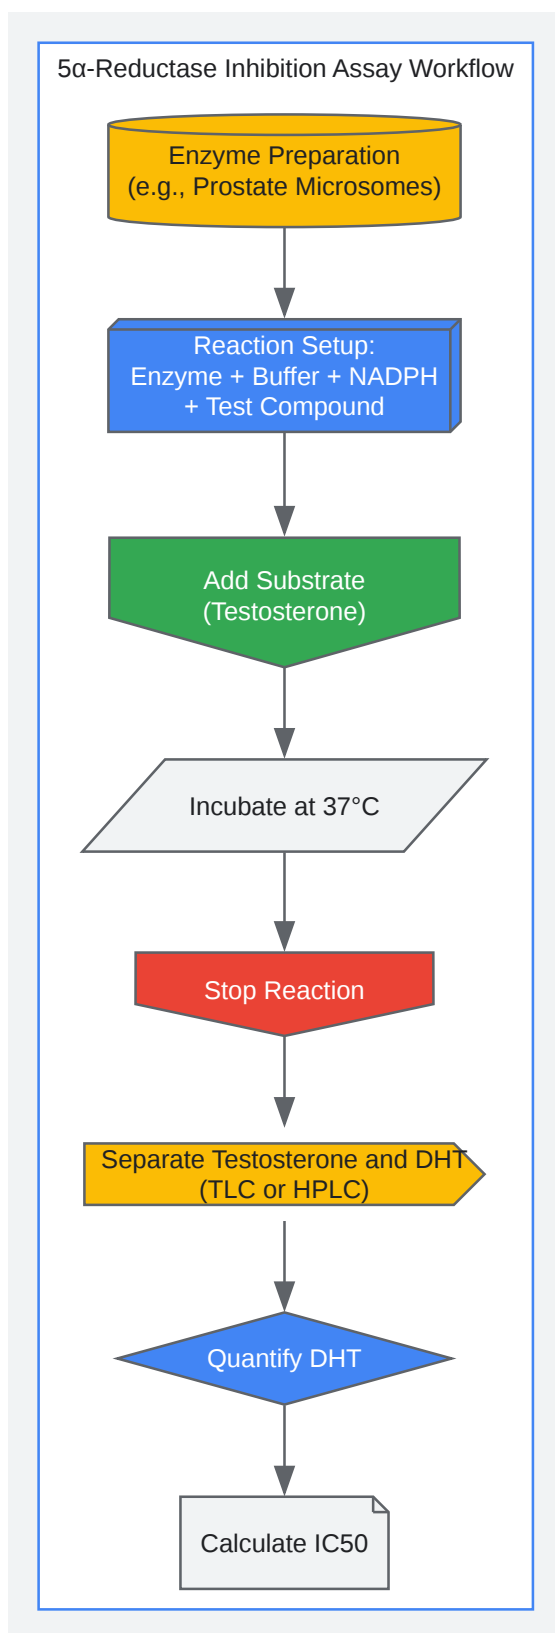 5α-Reductase Inhibition Assay Workflow
Enzyme Preparation
(e.g., Prostate Microsomes)
Reaction Setup:
Enzyme + Buffer + NADPH
+ Test Compound
Add Substrate
(Testosterone)
Incubate at 37°C
Stop Reaction
Separate Testosterone and DHT
(TLC or HPLC)
Quantify DHT
Calculate IC50